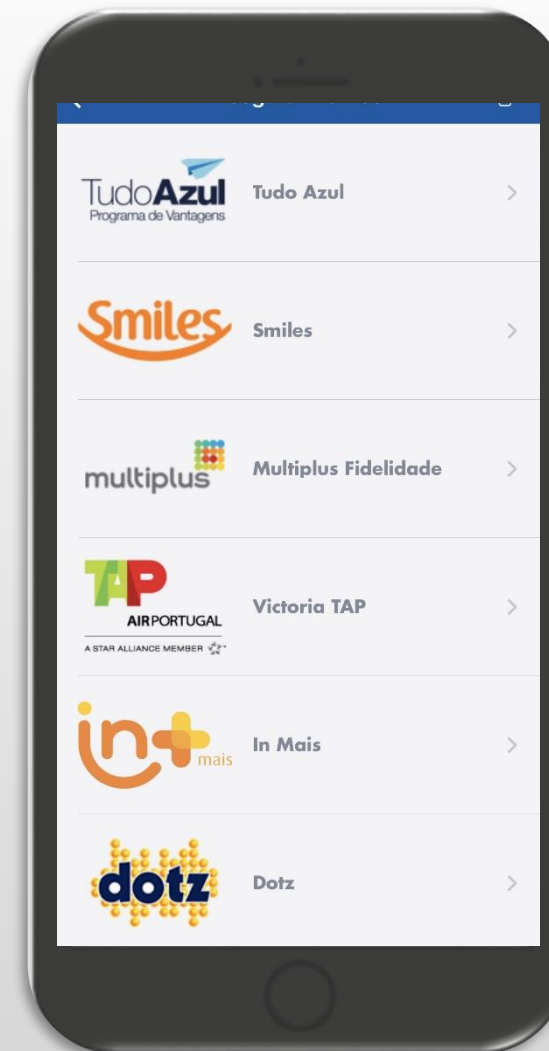 TudoAzul
Programa de Vantagens
Tudo Azul
Smiles
Smiles
multiplus
Multiplus Fidelidade
TAP
AIRPORTUGAL
A STAR ALLIANCE MEMBER
Victoria TAP
in+
mais
In Mais
dotz
Dotz